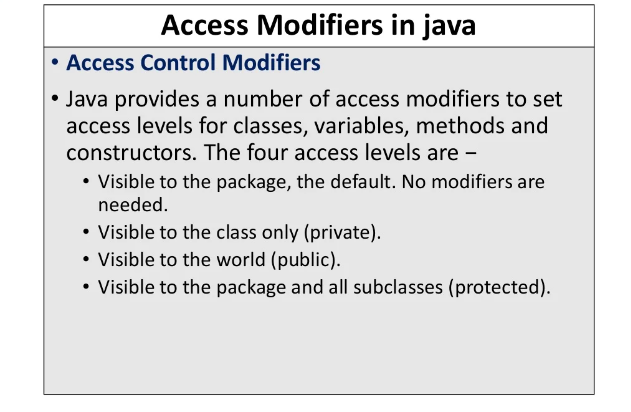 Access Modifiers in java
• Access Control Modifiers
• Java provides a number of access modifiers to set
access levels for classes, variables, methods and
constructors. The four access levels are −
• Visible to the package, the default. No modifiers are
needed.
• Visible to the class only (private).
• Visible to the world (public).
• Visible to the package and all subclasses (protected).